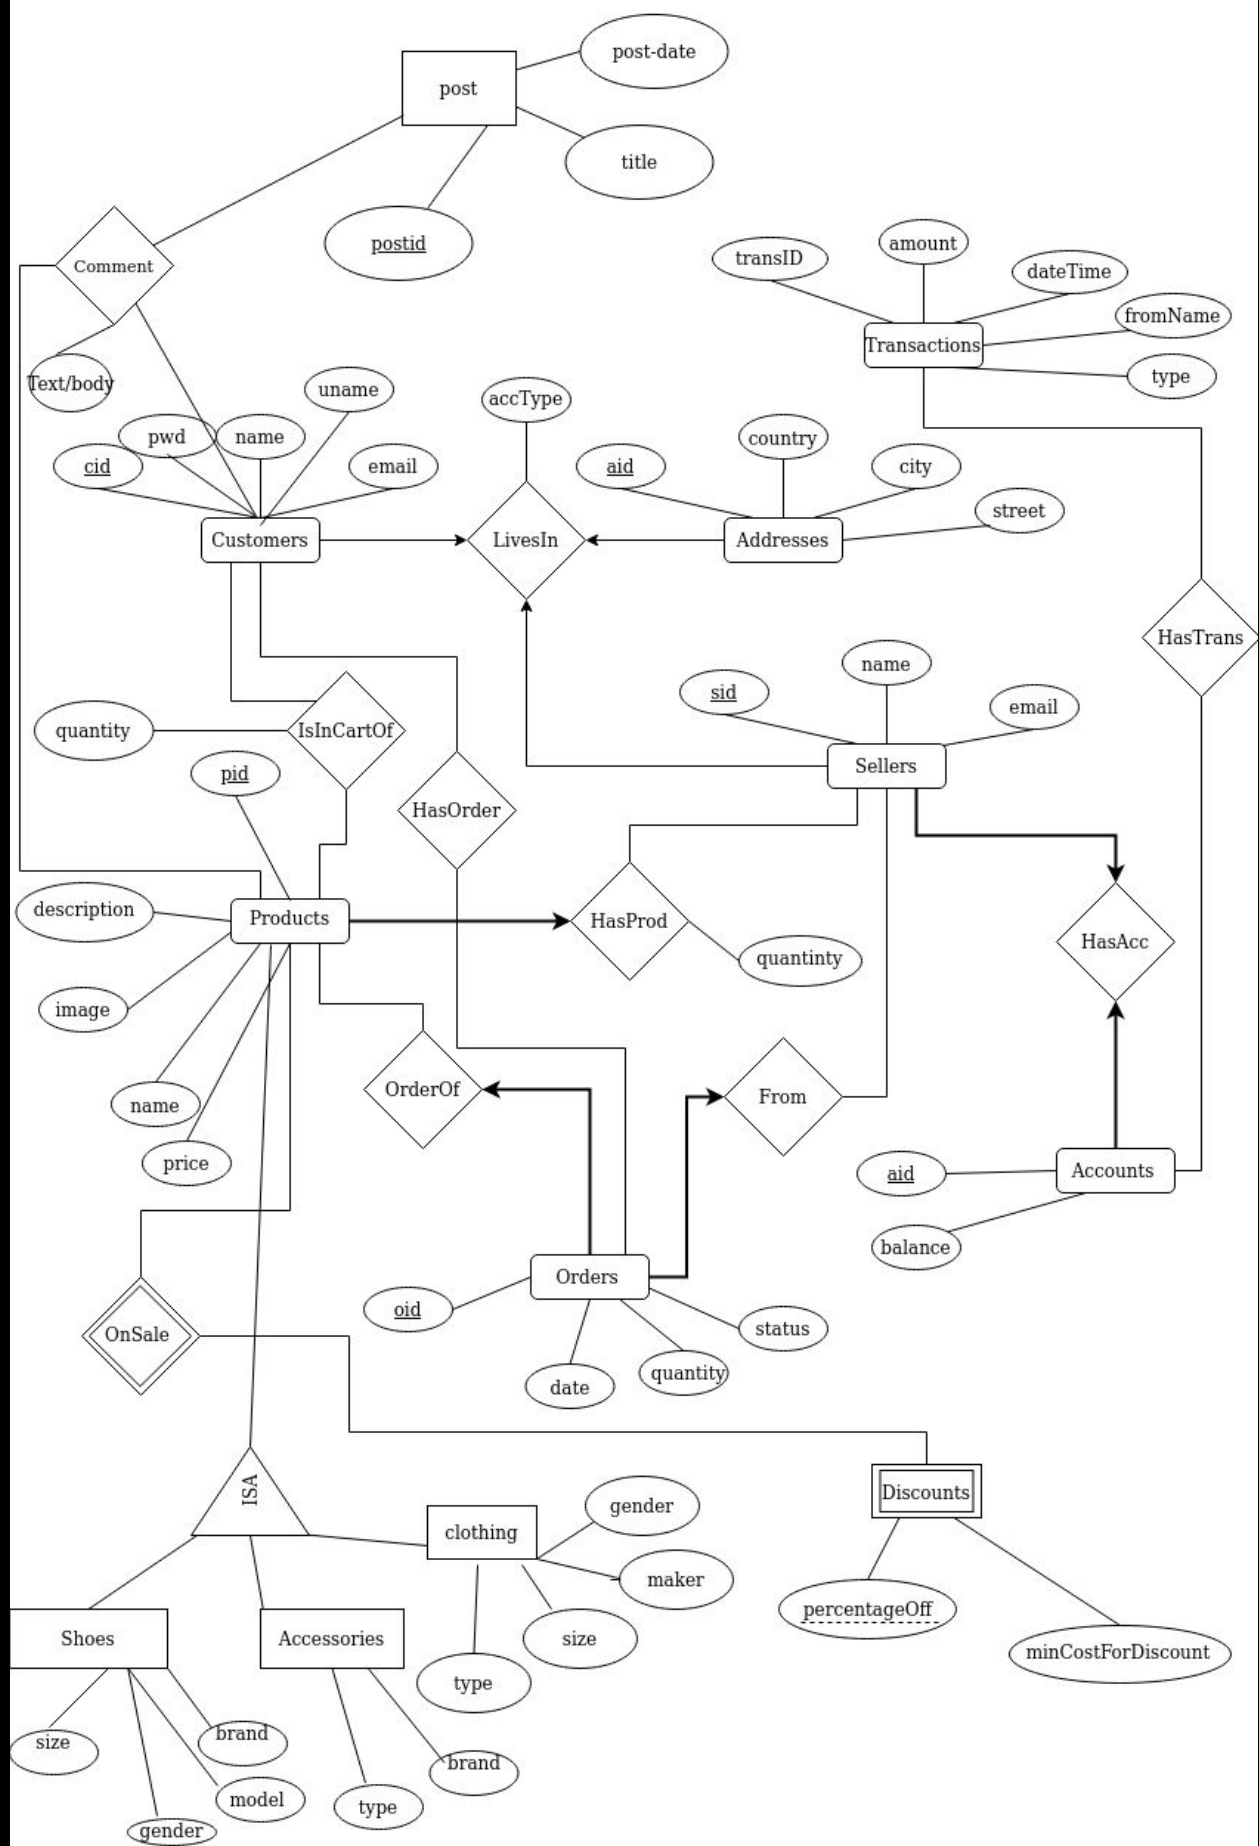 post-date
post
title
postid
Comment
Text/body
transID
amount
dateTime
fromName
Transactions
type
uname
accType
pwd
name
cid
email
country
aid
city
street
Customers
LivesIn
Addresses
HasTrans
name
sid
email
quantity
IsInCartOf
Sellers
pid
HasOrder
description
Products
HasProd
quantinty
HasAcc
image
OrderOf
From
name
price
aid
Accounts
balance
Orders
oid
OnSale
status
date
quantity
ISA
Discounts
gender
clothing
maker
percentageOff
Shoes
Accessories
size
minCostForDiscount
type
size
brand
brand
model
type
gender